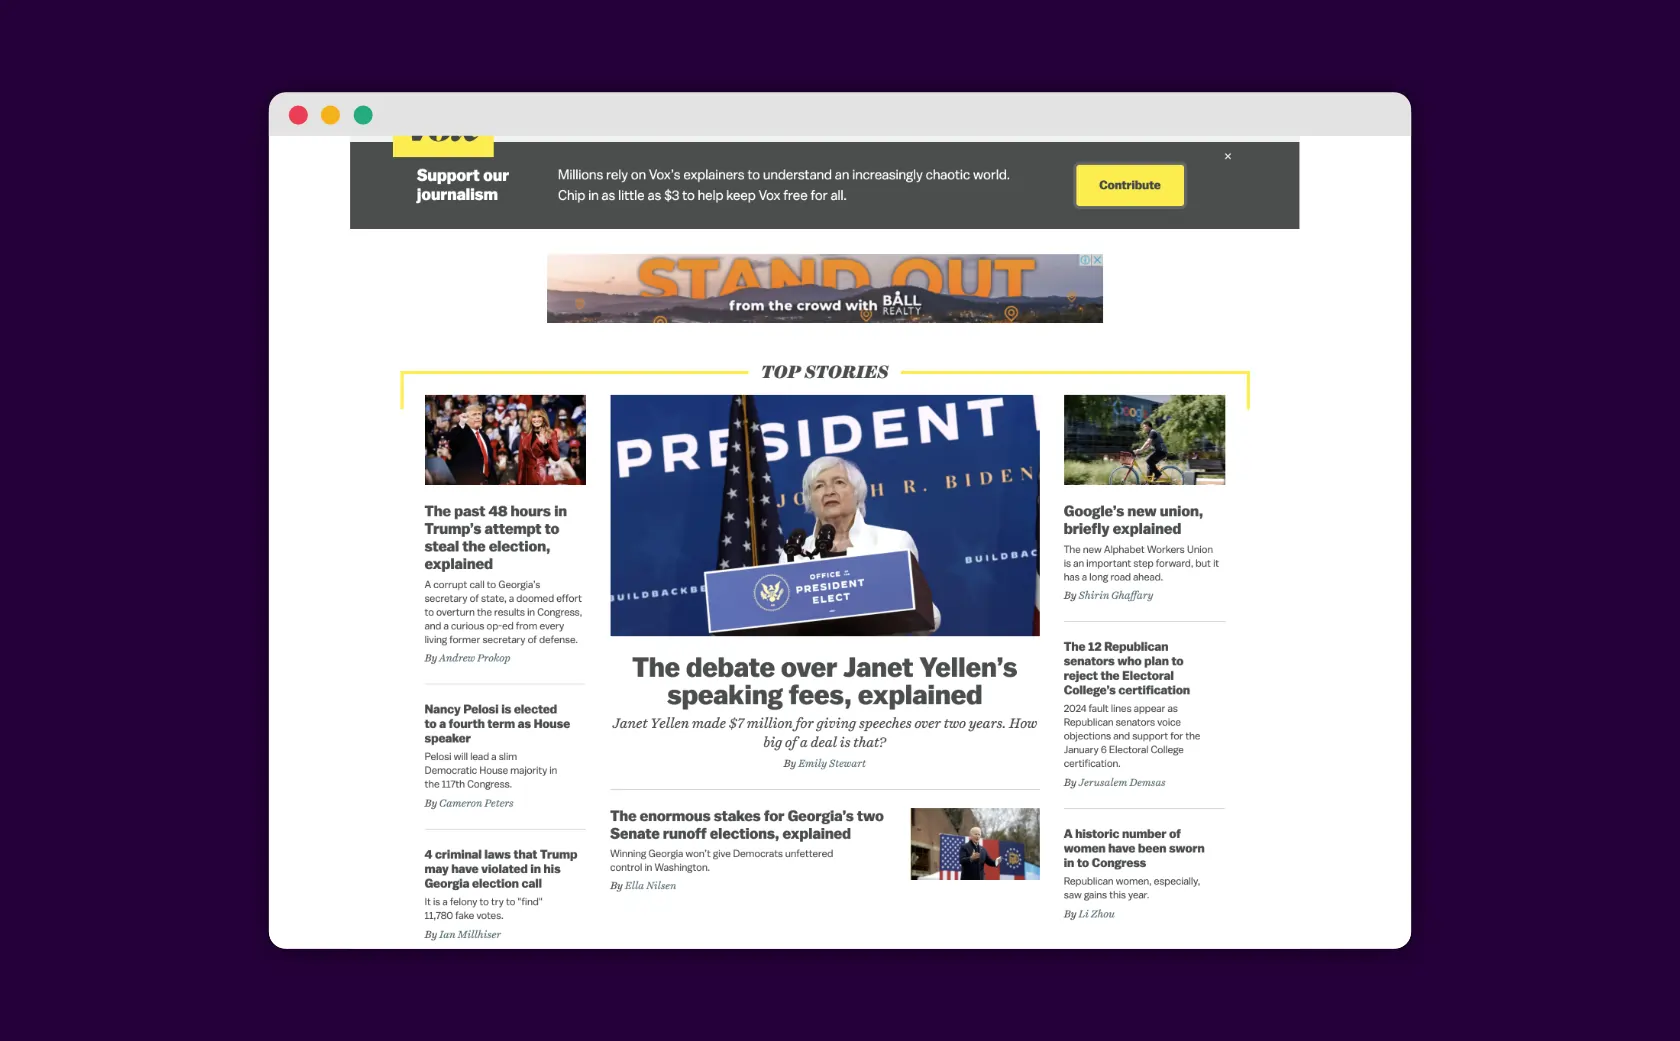 Vox
Support our
journalism
Millions rely on Vox's explainers to understand an increasingly chaotic world.
Chip in as little as $3 to help keep Vox free for all.
Contribute
×
STAND OUT
from the crowd with BALL
REALTY
TOP STORIES
The past 48 hours in
Trump's attempt to
steal the election,
explained
A corrupt call to Georgia's
secretary of state, a doomed effort
to overturn the results in Congress,
and a curious op-ed from every
living former secretary of defense.
By Andrew Prokop
Nancy Pelosi is elected
to a fourth term as House
speaker
Pelosi will lead a slim
Democratic House majority in
the 117th Congress.
By Cameron Peters
4 criminal laws that Trump
may have violated in his
Georgia election call
It is a felony to try to "find"
11,780 fake votes.
By Ian Millhiser
PRESIDENT
H R. BIDEN
BUILDBACKBE
BUILDBAC
OFFICE OF THE
PRESIDENT
ELECT
The debate over Janet Yellen's
speaking fees, explained
Janet Yellen made $7 million for giving speeches over two years. How
big of a deal is that?
By Emily Stewart
The enormous stakes for Georgia's two
Senate runoff elections, explained
Winning Georgia won't give Democrats unfettered
control in Washington.
By Ella Nilsen
Google
Google's new union,
briefly explained
The new Alphabet Workers Union
is an important step forward, but it
has a long road ahead.
By Shirin Ghaffary
The 12 Republican
senators who plan to
reject the Electoral
College's certification
2024 fault lines appear as
Republican senators voice
objections and support for the
January 6 Electoral College
certification.
By Jerusalem Demsas
A historic number of
women have been sworn
in to Congress
Republican women, especially,
saw gains this year.
By Li Zhou